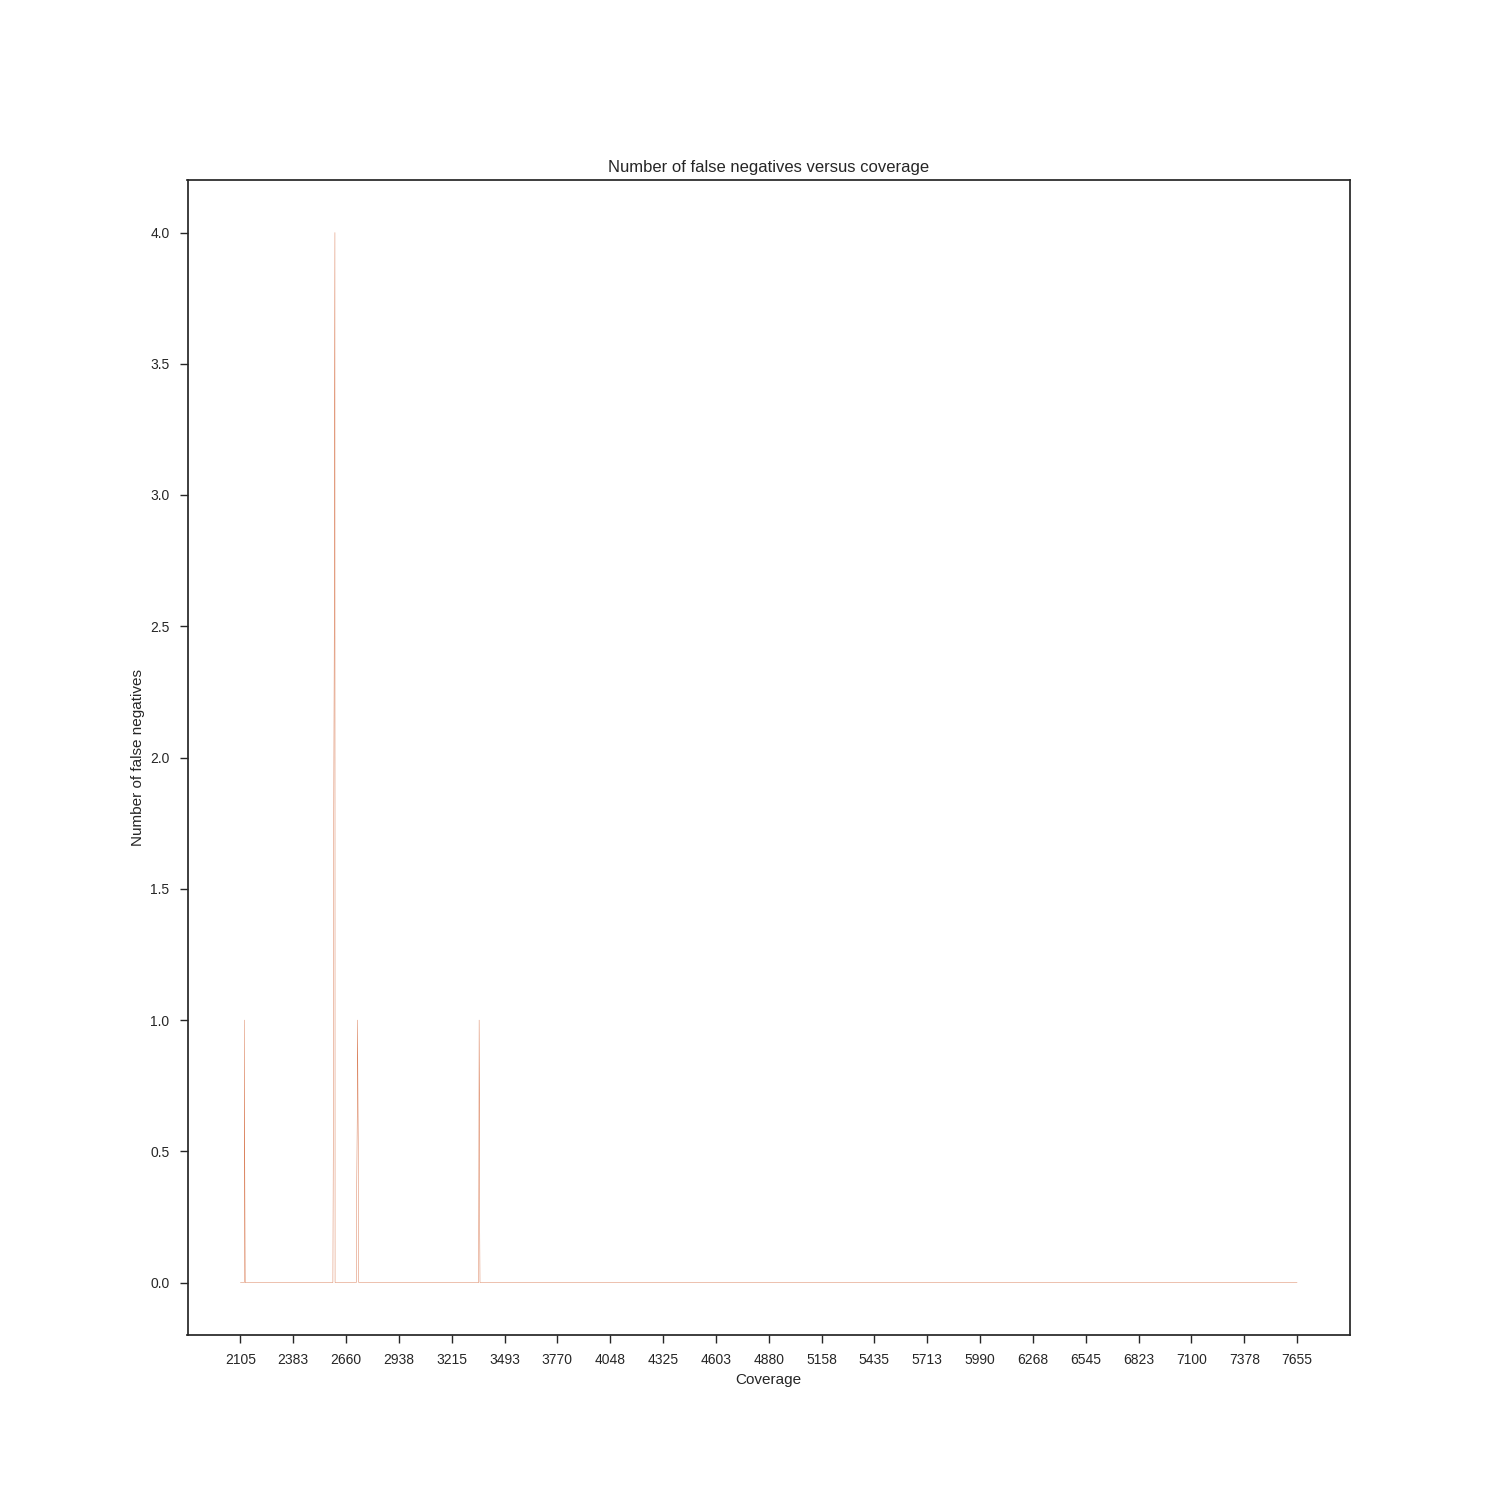 Number of false negatives versus coverage
4.0
3.5
3.0
2.5
2.0
1.5
1.0
0.5
0.0
Number of false negatives
2105 2383 2660 2938 3215 3493 3770 4048 4325 4603 4880 5158 5435 5713 5990 6268 6545 6823 7100 7378 7655
Coverage